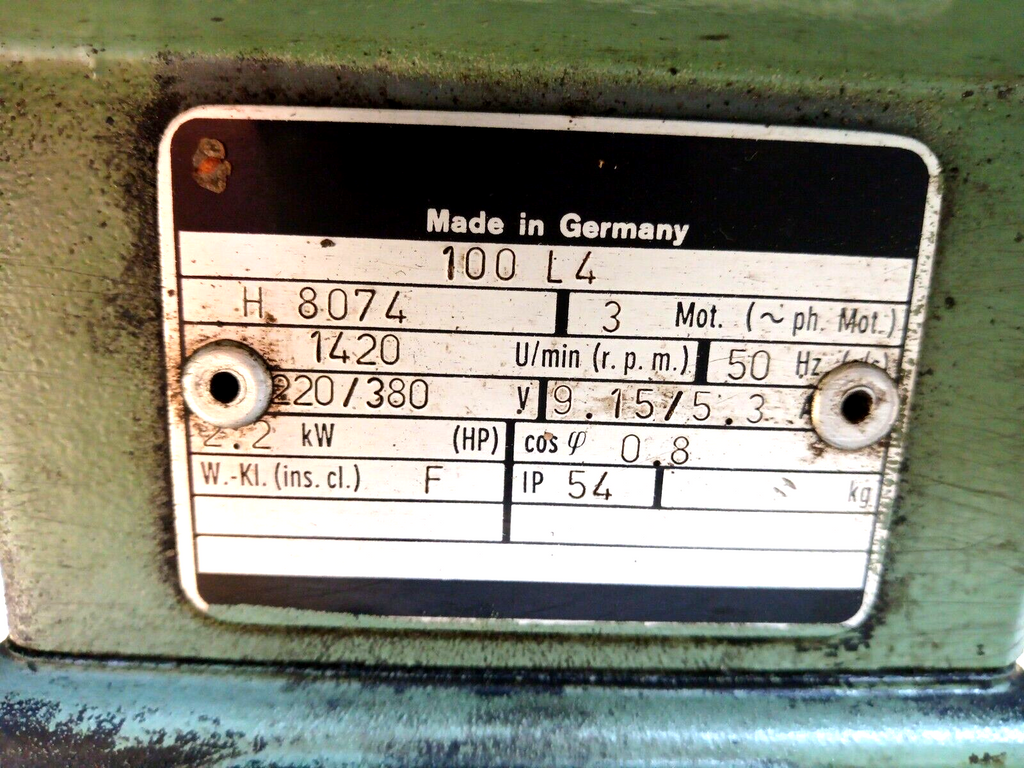 Made in Germany
100 L4
H 8074 3 Mot. (~ ph. Mot.)
1420 U/min (r. p. m.) 50 Hz
220/380 V 9.15/5.3 A
2.2 kW (HP) cos φ 0.8
W.-Kl. (ins. cl.) F IP 54 kg